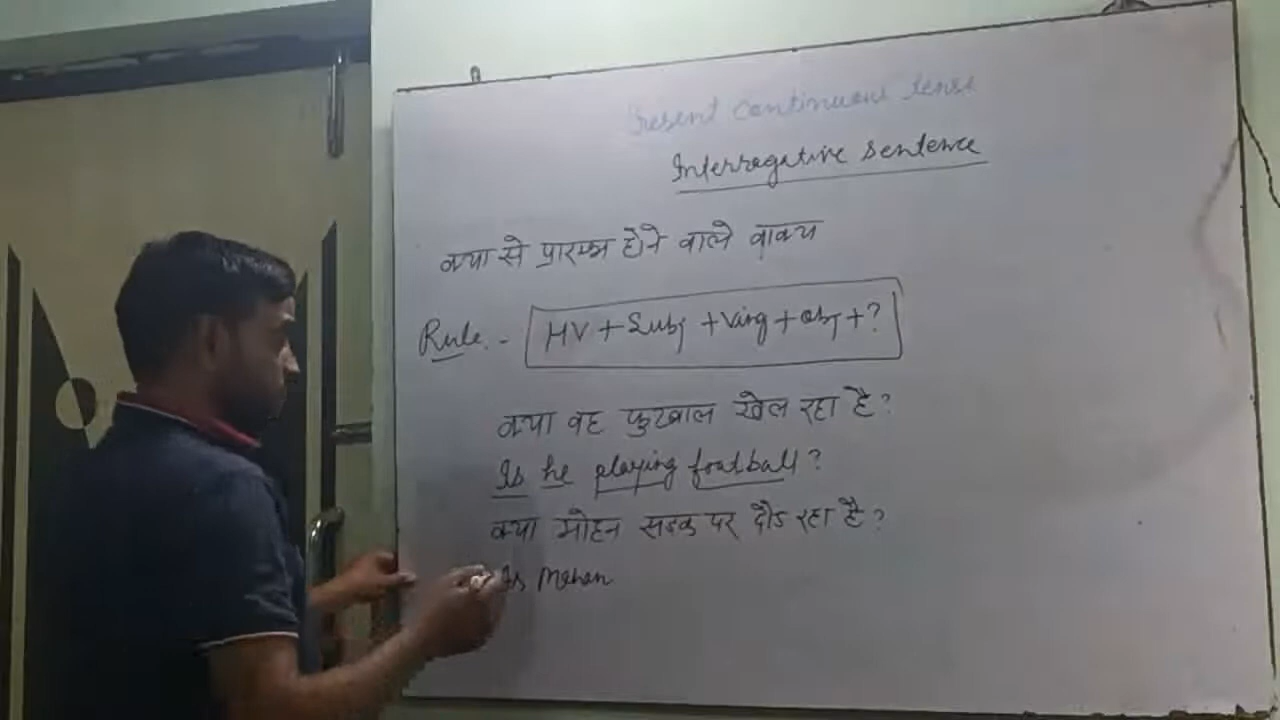 Present Continuous tense
Interrogative Sentence
क्या से प्रारम्भ होने वाले वाक्य
Rule. - HV + Subj + Ving + obj + ?
क्या वह फुटबाल खेल रहा है?
Is he playing football?
क्या मोहन सडक पर दौड रहा है?
Is Mohan